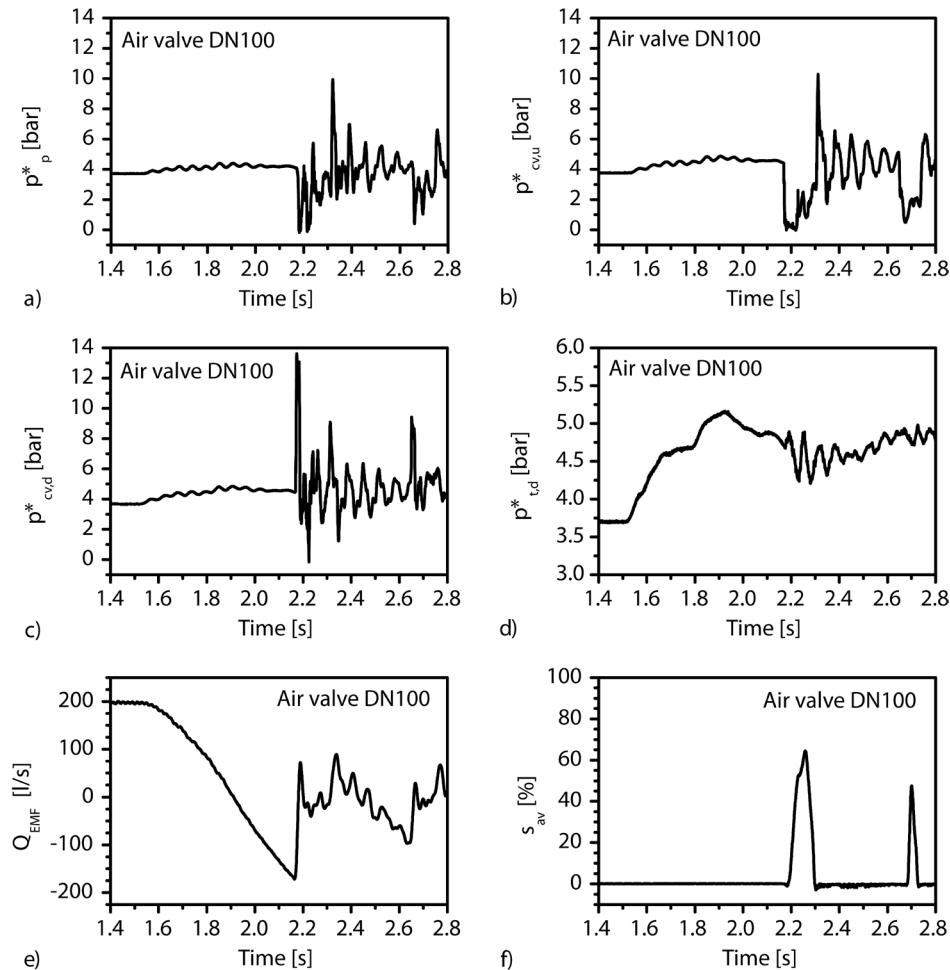 14
12
10
8
6
4
2
0
Air valve DN100
p*p [bar]
1.4 1.6 1.8 2.0 2.2 2.4 2.6 2.8
Time [s]
a)
14
12
10
8
6
4
2
0
Air valve DN100
p*cv,u [bar]
1.4 1.6 1.8 2.0 2.2 2.4 2.6 2.8
Time [s]
b)
14
12
10
8
6
4
2
0
Air valve DN100
p*cv,d [bar]
1.4 1.6 1.8 2.0 2.2 2.4 2.6 2.8
Time [s]
c)
6.0
5.5
5.0
4.5
4.0
3.5
3.0
Air valve DN100
p*t,d [bar]
1.4 1.6 1.8 2.0 2.2 2.4 2.6 2.8
Time [s]
d)
200
100
0
-100
-200
Air valve DN100
QEMF [l/s]
1.4 1.6 1.8 2.0 2.2 2.4 2.6 2.8
Time [s]
e)
100
80
60
40
20
0
Air valve DN100
sav [%]
1.4 1.6 1.8 2.0 2.2 2.4 2.6 2.8
Time [s]
f)